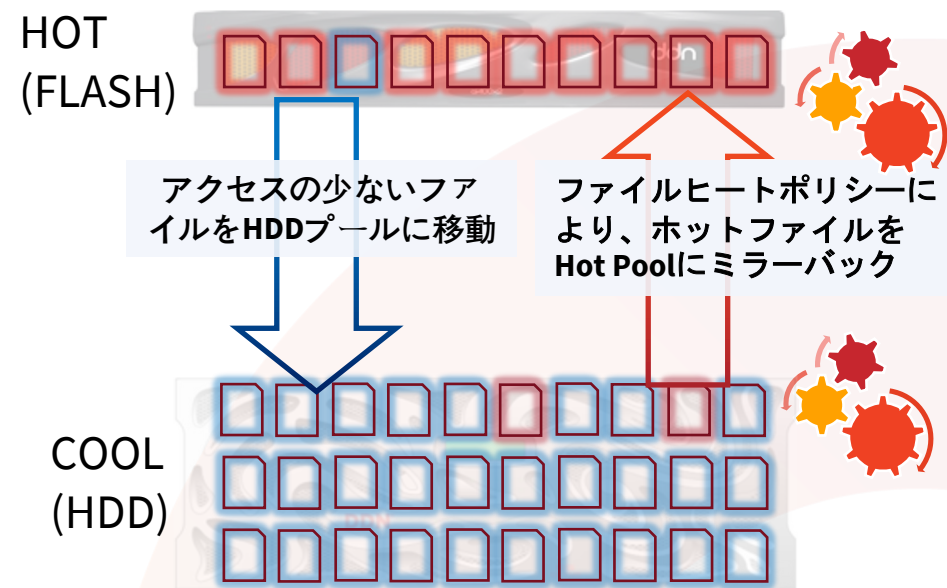 HOT
(FLASH)
ddn
アクセスの少ないファ
イルをHDDプールに移動
ファイルヒートポリシーに
より、ホットファイルを
Hot Poolにミラーバック
COOL
(HDD)